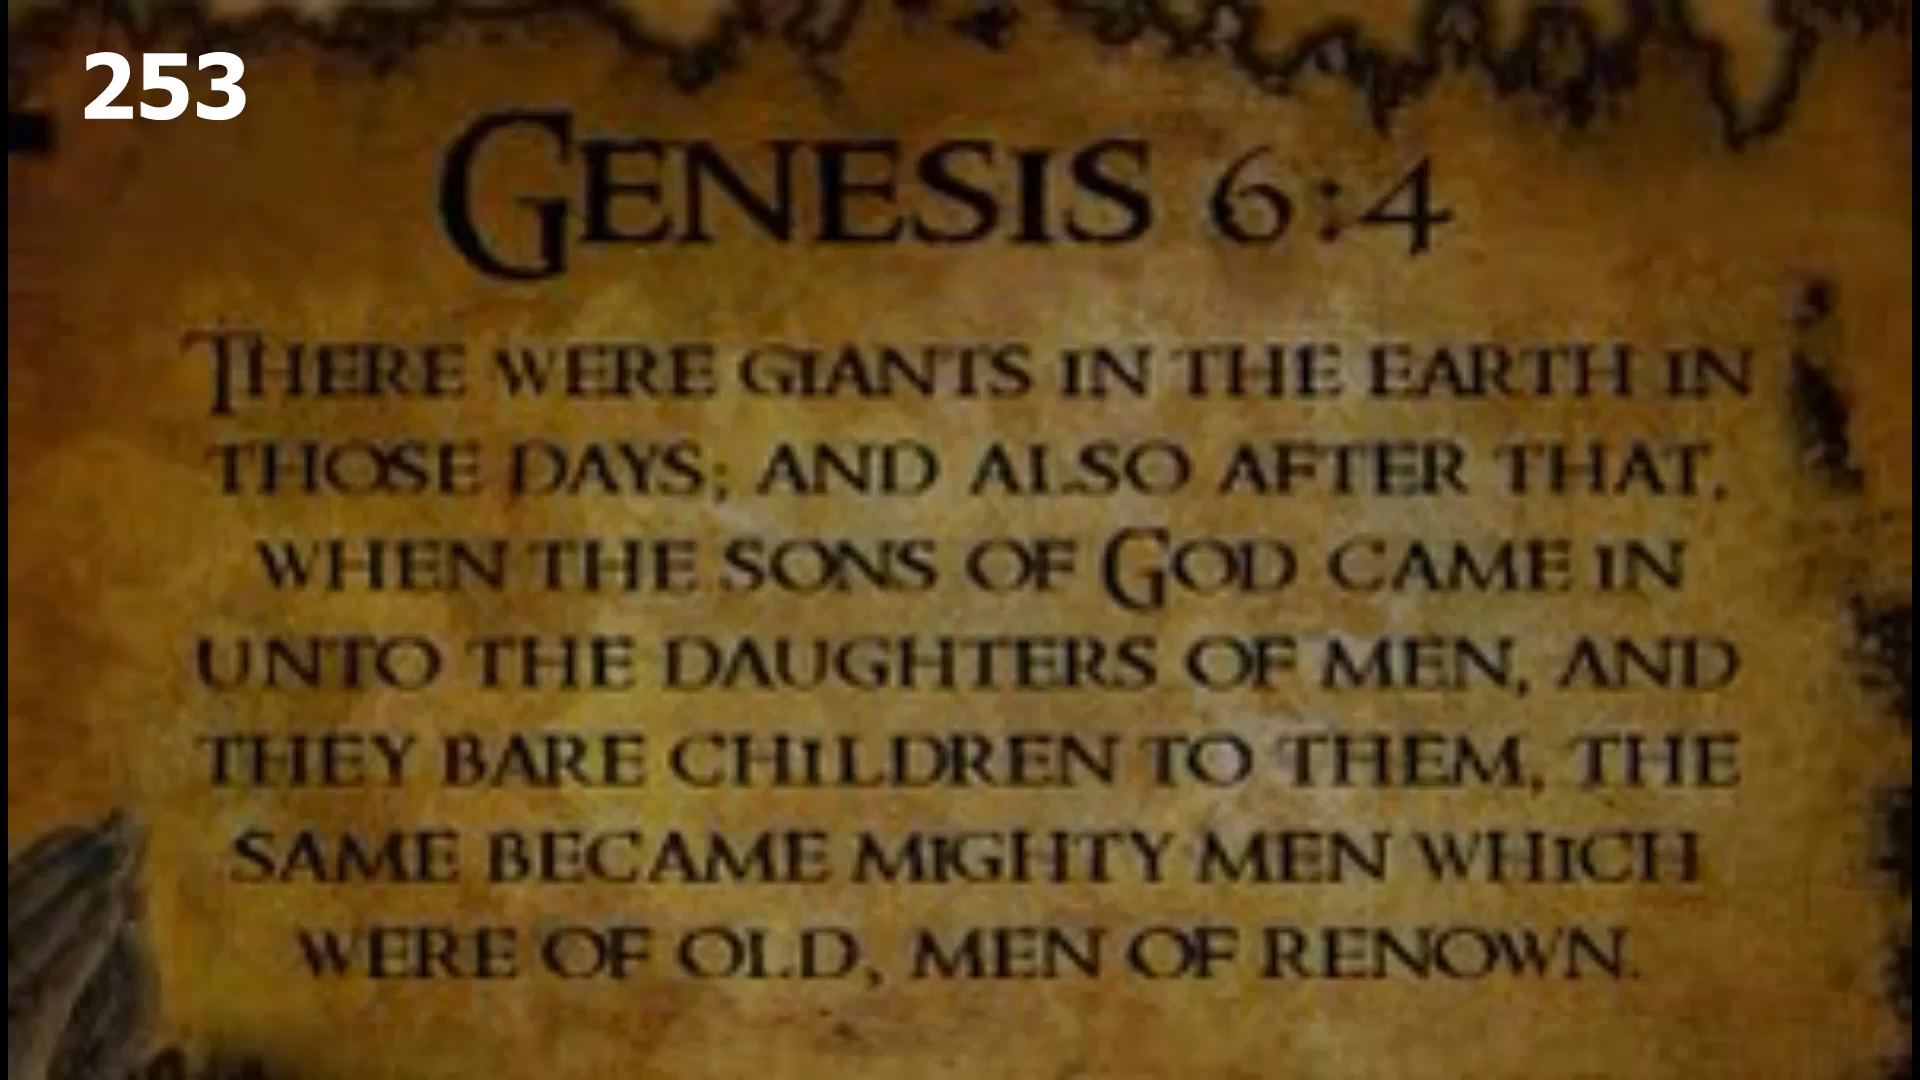 253
GENESIS 6:4
THERE WERE GIANTS IN THE EARTH IN
THOSE DAYS; AND ALSO AFTER THAT,
WHEN THE SONS OF GOD CAME IN
UNTO THE DAUGHTERS OF MEN, AND
THEY BARE CHILDREN TO THEM, THE
SAME BECAME MIGHTY MEN WHICH
WERE OF OLD, MEN OF RENOWN.